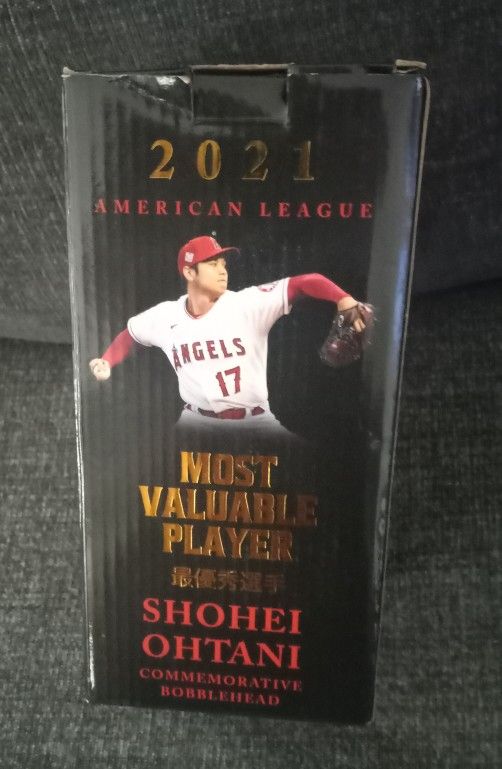 2021
AMERICAN LEAGUE
ANGELS
17
MOST
VALUABLE
PLAYER
最優秀選手
SHOHEI
OHTANI
COMMEMORATIVE
BOBBLEHEAD